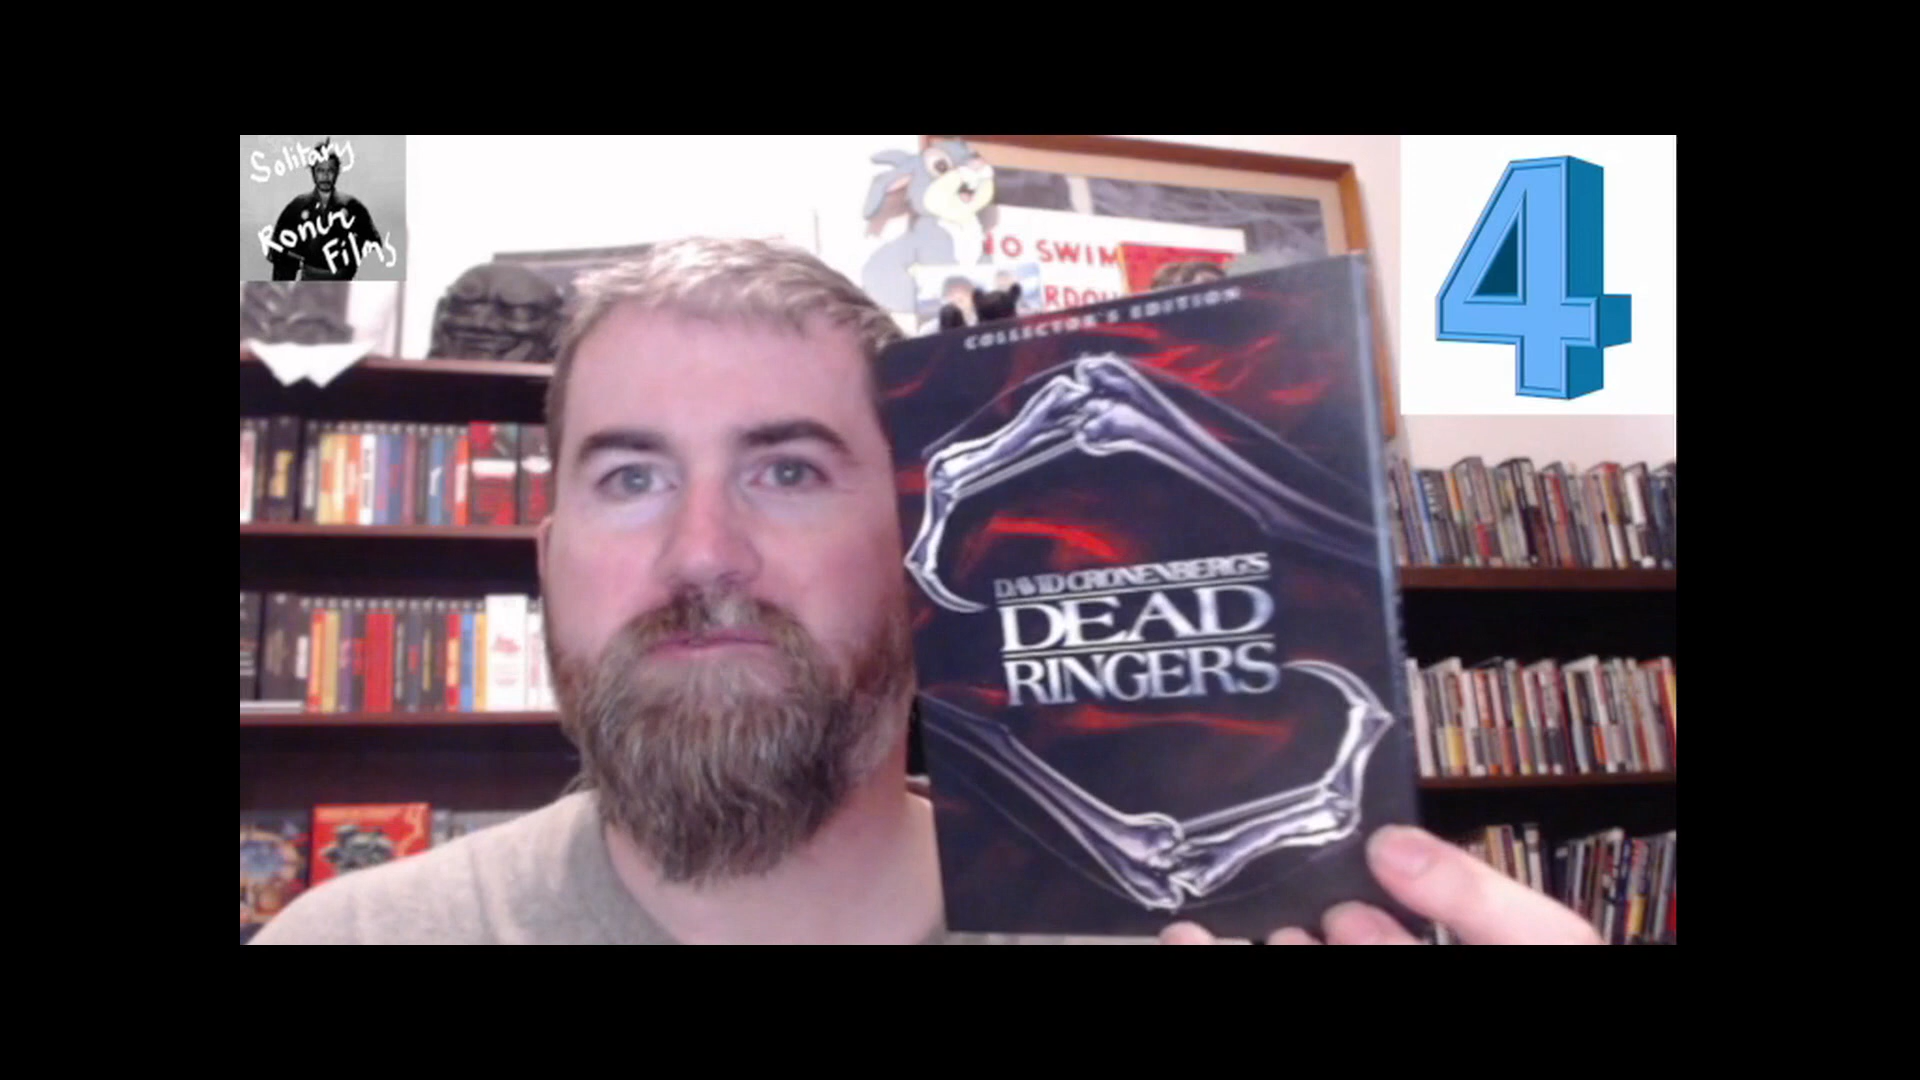 Solitary
Ronin
Films
4
NO SWIM
COLLECTOR'S EDITION
DAVID CRONENBERG'S
DEAD
RINGERS